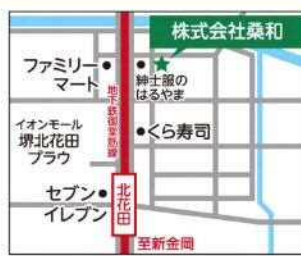 株式会社桑和
ファミリー
マート
紳士服の
はるやま
地下鉄御堂筋線
イオンモール
堺北花田
プラウ
くら寿司
セブン
イレブン
北花田
至新金岡